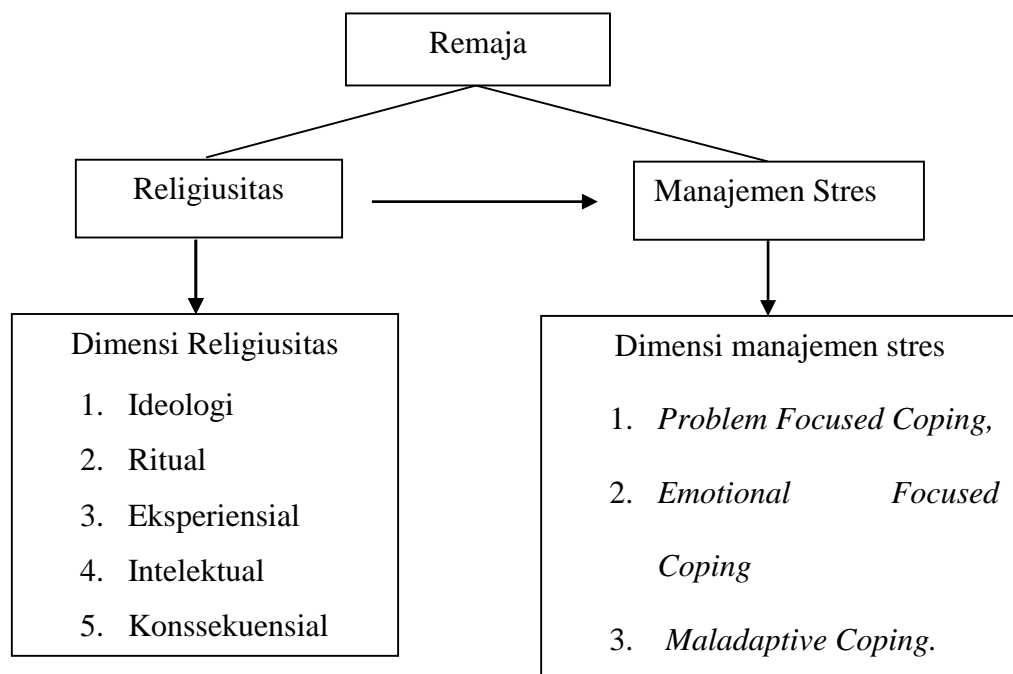 Remaja
Religiusitas
Manajemen Stres
Dimensi Religiusitas
1. Ideologi
2. Ritual
3. Eksperiensial
4. Intelektual
5. Konssekuensial
Dimensi manajemen stres
1. Problem Focused Coping,
2. Emotional Focused
Coping
3. Maladaptive Coping.